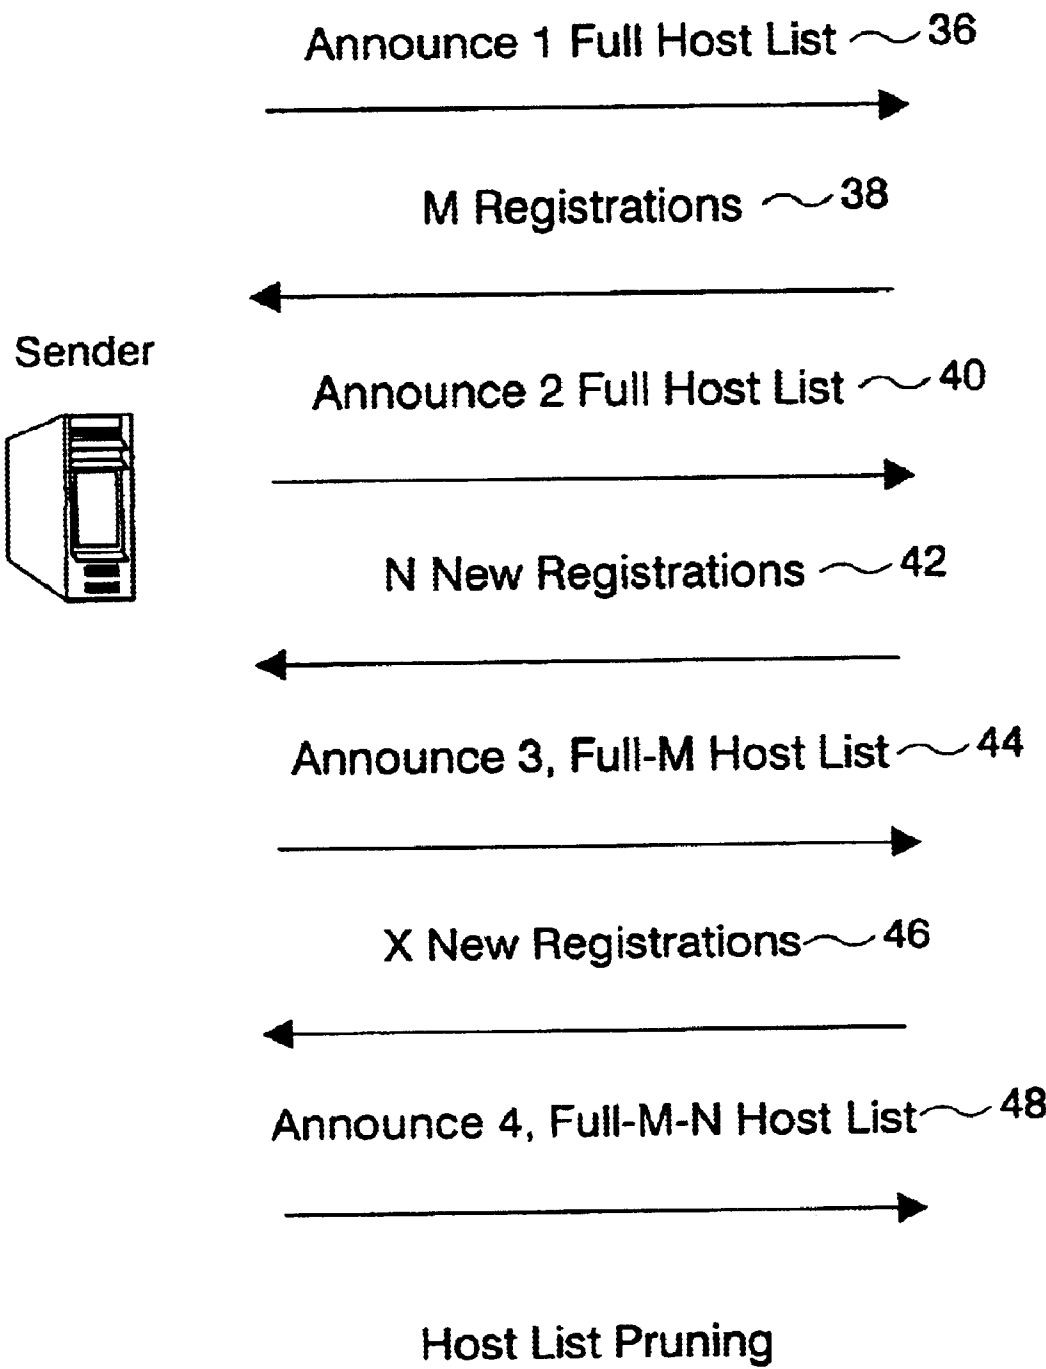 Announce 1 Full Host List 36
M Registrations 38
Sender
Announce 2 Full Host List 40
N New Registrations 42
Announce 3, Full-M Host List 44
X New Registrations 46
Announce 4, Full-M-N Host List 48
Host List Pruning